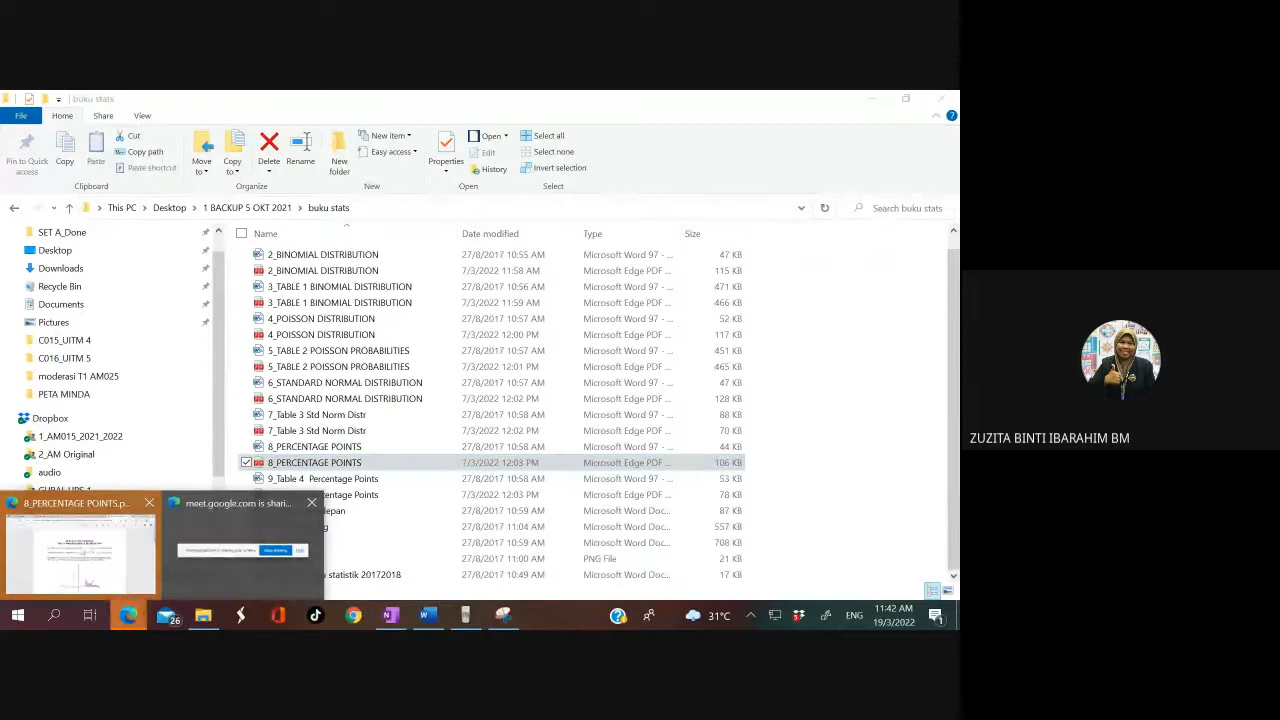 buku stats
File Home Share View
Pin to Quick access
Copy
Paste
Cut
Copy path
Paste shortcut
Clipboard
Move to
Copy to
Delete
Rename
Organize
New folder
New item
Easy access
New
Properties
Open
Edit
History
Open
Select all
Select none
Invert selection
Select
This PC Desktop 1 BACKUP 5 OKT 2021 buku stats
Search buku stats
SET A_Done
Desktop
Downloads
Recycle Bin
Documents
Pictures
C015_UITM 4
C016_UITM 5
moderasi T1 AM025
PETA MINDA
Dropbox
1_AM015_2021_2022
2_AM Original
audio
Name Date modified Type Size
2_BINOMIAL DISTRIBUTION 27/8/2017 10:55 AM Microsoft Word 97 - ... 47 KB
2_BINOMIAL DISTRIBUTION 7/3/2022 11:58 AM Microsoft Edge PDF ... 115 KB
3_TABLE 1 BINOMIAL DISTRIBUTION 27/8/2017 10:56 AM Microsoft Word 97 - ... 471 KB
3_TABLE 1 BINOMIAL DISTRIBUTION 7/3/2022 11:59 AM Microsoft Edge PDF ... 466 KB
4_POISSON DISTRIBUTION 27/8/2017 10:57 AM Microsoft Word 97 - ... 52 KB
4_POISSON DISTRIBUTION 7/3/2022 12:00 PM Microsoft Edge PDF ... 117 KB
5_TABLE 2 POISSON PROBABILITIES 27/8/2017 10:57 AM Microsoft Word 97 - ... 451 KB
5_TABLE 2 POISSON PROBABILITIES 7/3/2022 12:01 PM Microsoft Edge PDF ... 465 KB
6_STANDARD NORMAL DISTRIBUTION 27/8/2017 10:57 AM Microsoft Word 97 - ... 47 KB
6_STANDARD NORMAL DISTRIBUTION 7/3/2022 12:02 PM Microsoft Edge PDF ... 128 KB
7_Table 3 Std Norm Distr 27/8/2017 10:58 AM Microsoft Word 97 - ... 88 KB
7_Table 3 Std Norm Distr 7/3/2022 12:02 PM Microsoft Edge PDF ... 70 KB
8_PERCENTAGE POINTS 27/8/2017 10:58 AM Microsoft Word 97 - ... 44 KB
8_PERCENTAGE POINTS 7/3/2022 12:03 PM Microsoft Edge PDF ... 106 KB
9_Table 4 Percentage Points 27/8/2017 10:58 AM Microsoft Word 97 - ... 53 KB
centage Points 7/3/2022 12:03 PM Microsoft Edge PDF ... 78 KB
depan 27/8/2017 10:59 AM Microsoft Word Doc... 87 KB
27/8/2017 11:04 AM Microsoft Word Doc... 557 KB
27/8/2017 10:59 AM Microsoft Word Doc... 708 KB
27/8/2017 11:00 AM PNG File 21 KB
statistik 20172018 27/8/2017 10:49 AM Microsoft Word Doc... 17 KB
8_PERCENTAGE POINTS.p...
meet.google.com is shari...
Stop sharing
26
31°C
ENG
11:42 AM
19/3/2022
1
ZUZITA BINTI IBARAHIM BM